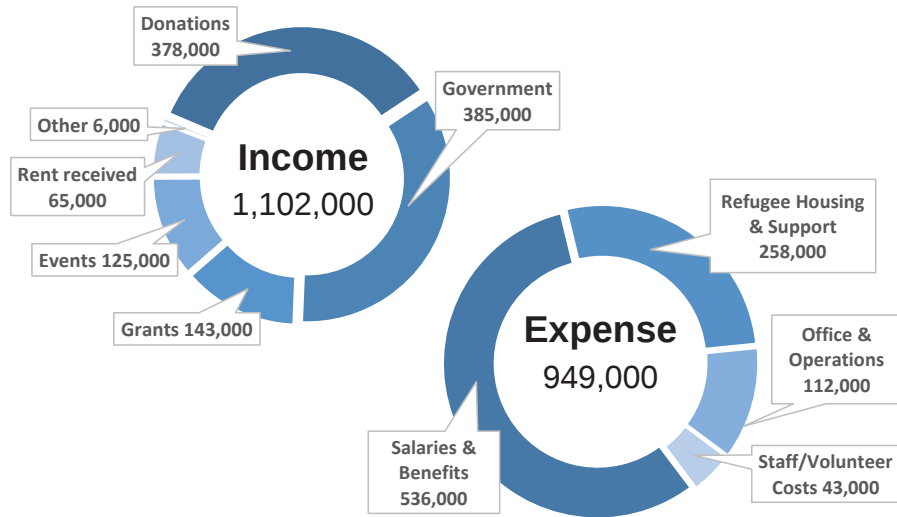 Donations
378,000
Government
385,000
Other 6,000
Income
1,102,000
Rent received
65,000
Events 125,000
Grants 143,000
Refugee Housing
& Support
258,000
Expense
949,000
Office &
Operations
112,000
Salaries &
Benefits
536,000
Staff/Volunteer
Costs 43,000